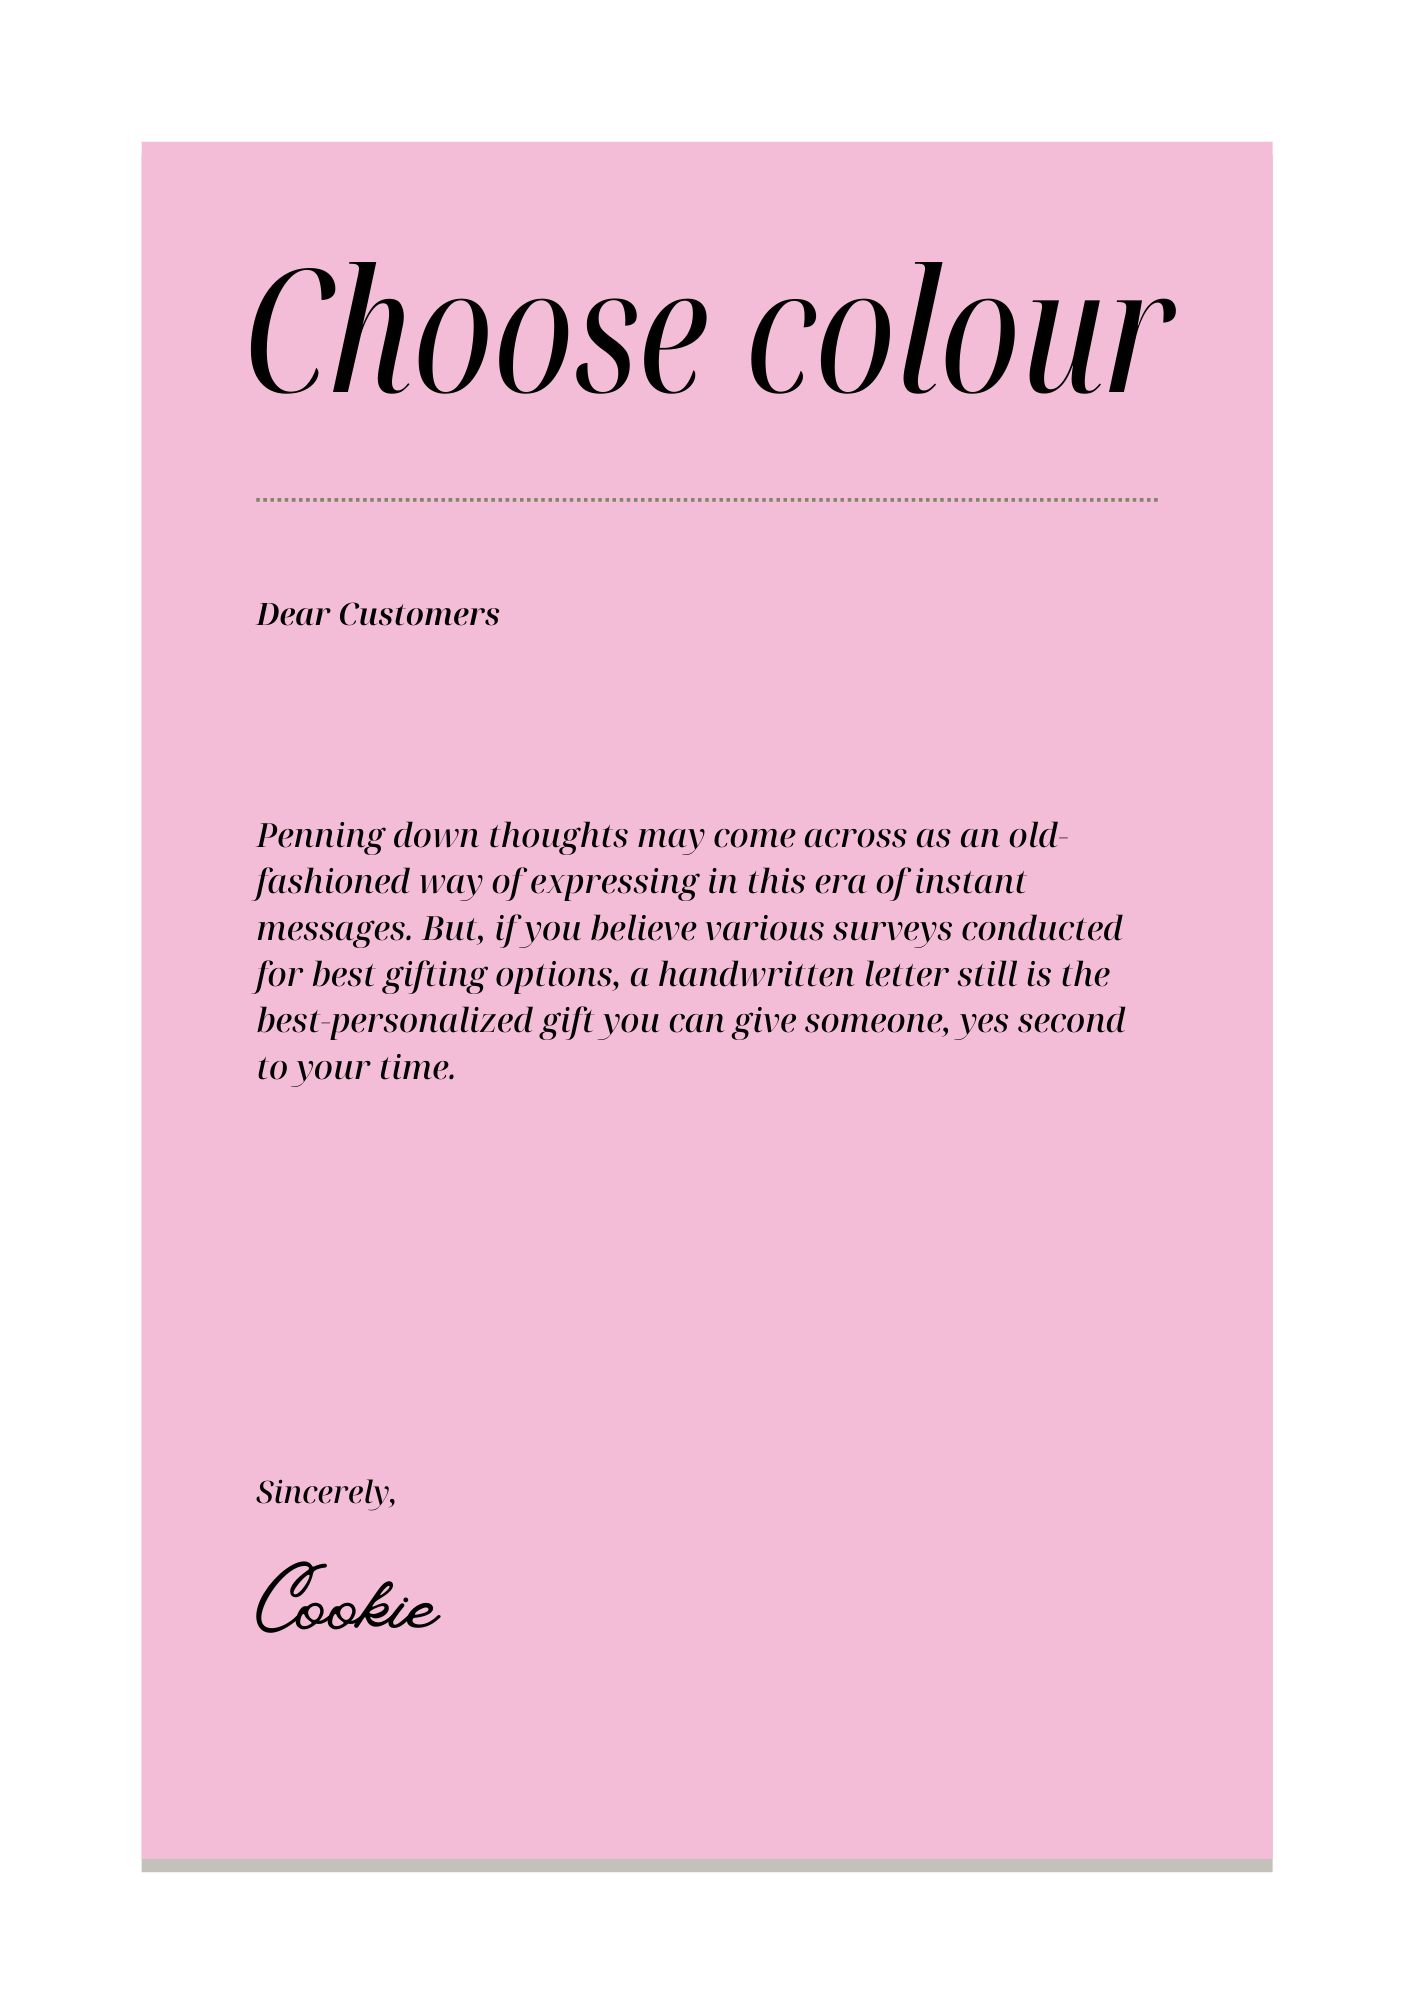 Choose colour
Dear Customers
Penning down thoughts may come across as an old-
fashioned way of expressing in this era of instant
messages. But, if you believe various surveys conducted
for best gifting options, a handwritten letter still is the
best-personalized gift you can give someone, yes second
to your time.
Sincerely,
Cookie